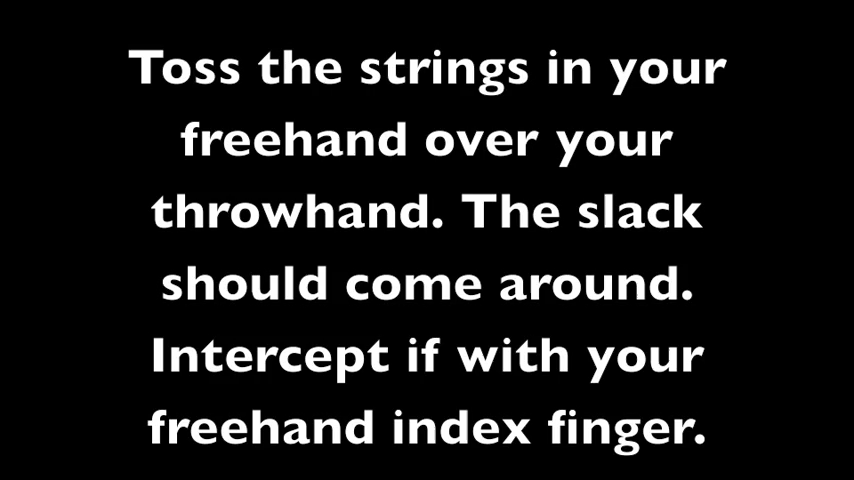 Toss the strings in your
freehand over your
throwhand. The slack
should come around.
Intercept if with your
freehand index finger.